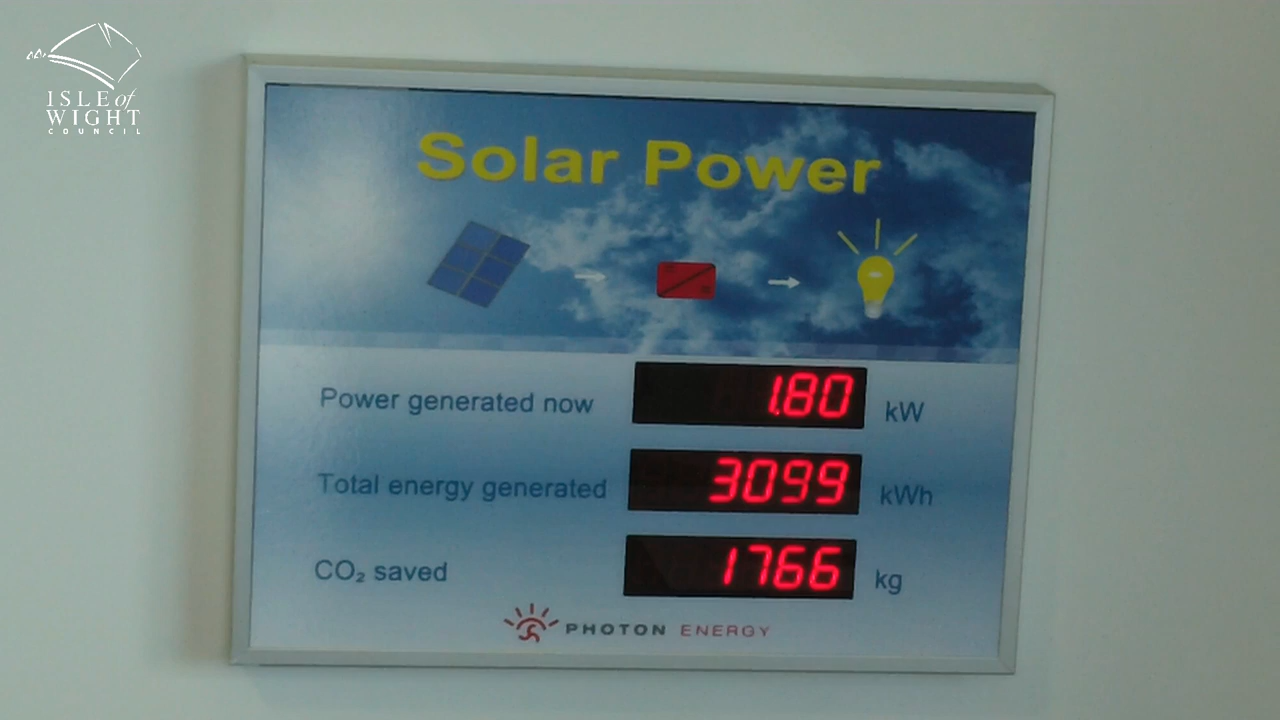 ISLE of
WIGHT
COUNCIL
Solar Power
Power generated now 1.80 kW
Total energy generated 3099 kWh
CO₂ saved 1766 kg
PHOTON ENERGY